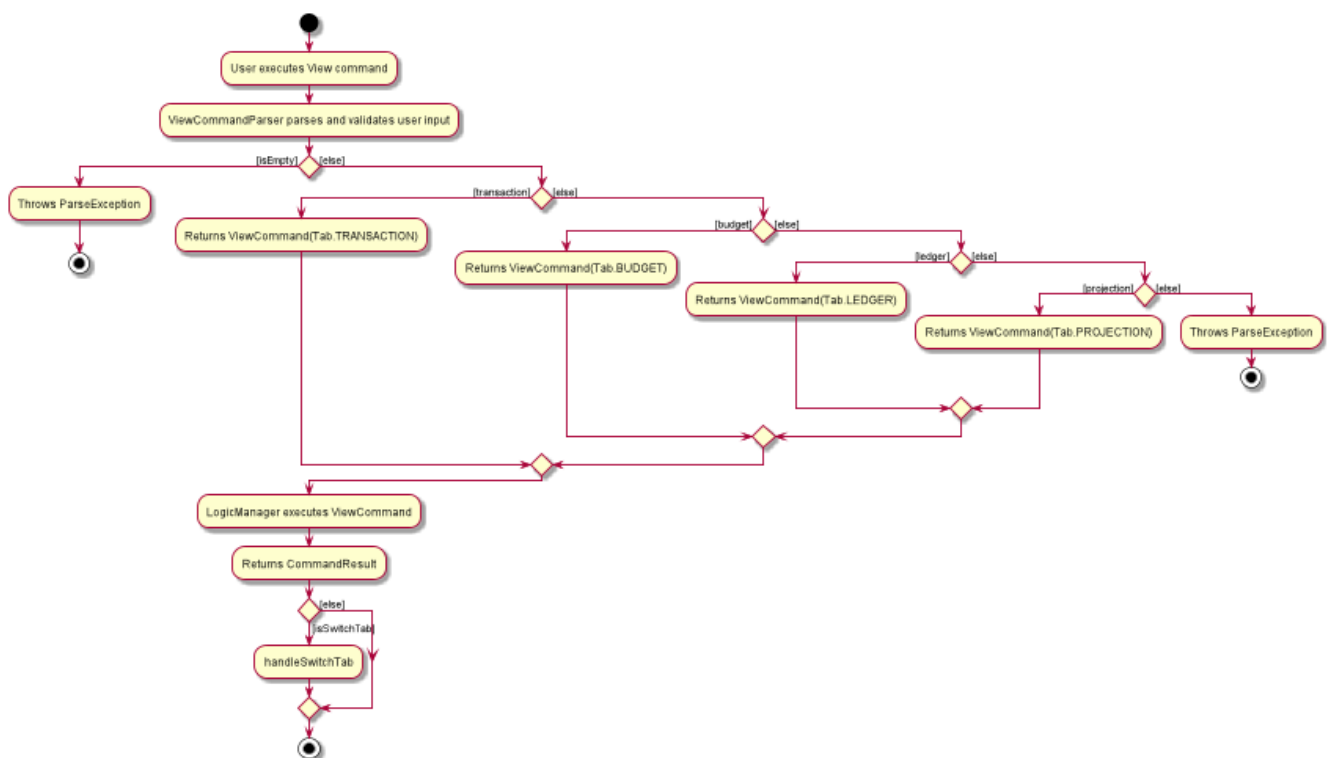 User executes View command
ViewCommandParser parses and validates user input
[isEmpty] [else]
[transaction] [else]
Throws ParseException
[budget] [else]
Returns ViewCommand(Tab.TRANSACTION)
[ledger] [else]
Returns ViewCommand(Tab.BUDGET)
[projection] [else]
Returns ViewCommand(Tab.LEDGER)
Returns ViewCommand(Tab.PROJECTION)
Throws ParseException
LogicManager executes ViewCommand
Returns CommandResult
[else]
[isSwitchTab]
handleSwitchTab